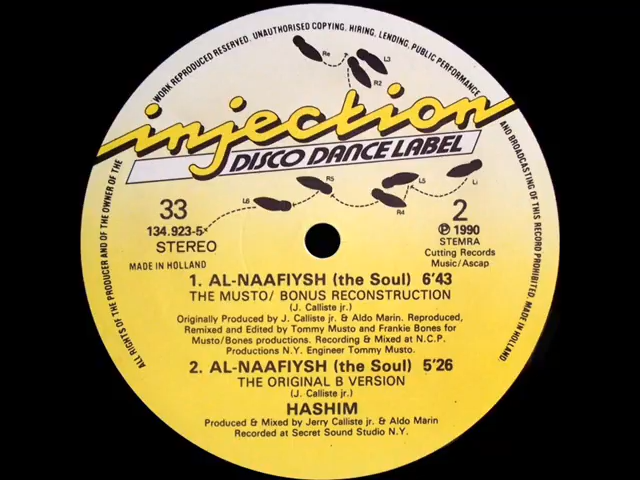 WORK REPRODUCED RESERVED. UNAUTHORISED COPYING, HIRING, LENDING, PUBLIC PERFORMANCE
AND BROADCASTING OF THIS RECORD PROHIBITED. MADE IN HOLLAND
ALL RIGHTS OF THE PRODUCER AND OF THE OWNER OF THE
Re
L3
R2
injection
DISCO DANCE LABEL
R5
L5
Li
L6
R4
33
134.923-5
STEREO
MADE IN HOLLAND
2
℗ 1990
STEMRA
Cutting Records
Music/Ascap
1. AL-NAAFIYSH (the Soul) 6'43
THE MUSTO/ BONUS RECONSTRUCTION
(J. Calliste jr.)
Originally Produced by J. Calliste jr. & Aldo Marin. Reproduced,
Remixed and Edited by Tommy Musto and Frankie Bones for
Musto/Bones productions. Recording & Mixed at N.C.P.
Productions N.Y. Engineer Tommy Musto.
2. AL-NAAFIYSH (the Soul) 5'26
THE ORIGINAL B VERSION
(J. Calliste jr.)
HASHIM
Produced & Mixed by Jerry Calliste jr. & Aldo Marin
Recorded at Secret Sound Studio N.Y.